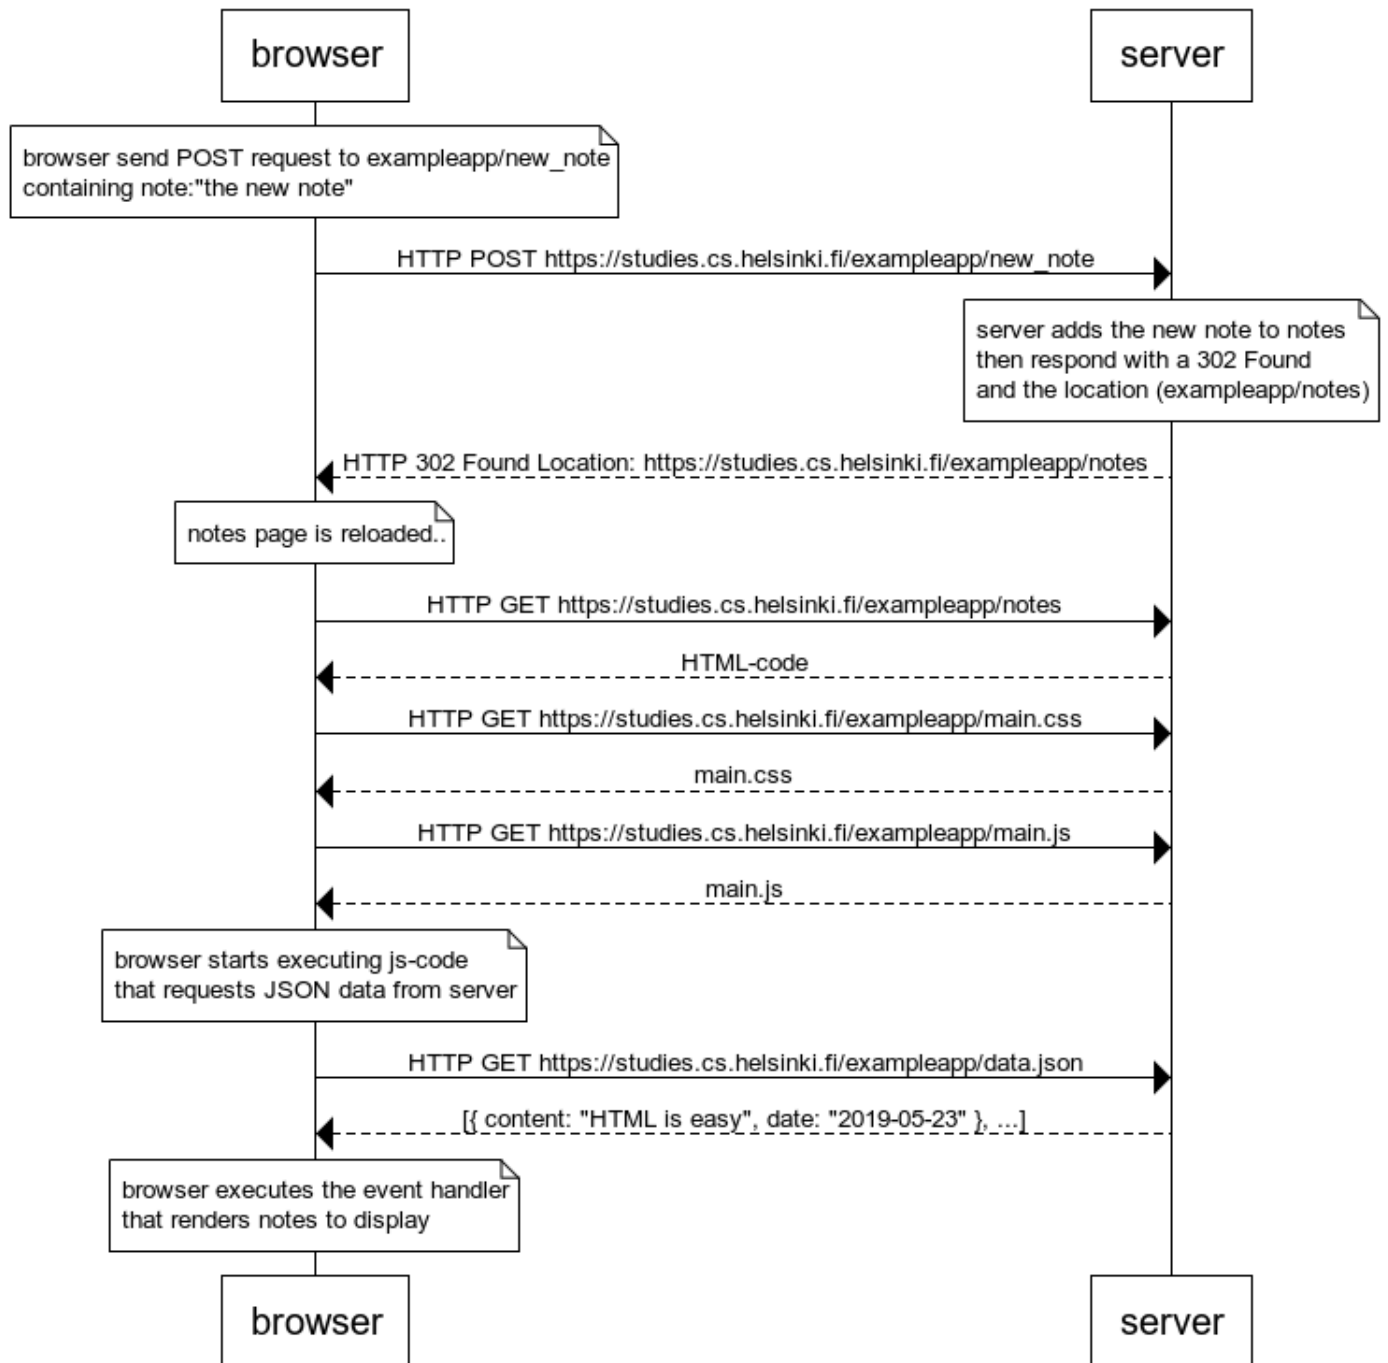 browser
server
browser send POST request to exampleapp/new_note
containing note:"the new note"
HTTP POST https://studies.cs.helsinki.fi/exampleapp/new_note
server adds the new note to notes
then respond with a 302 Found
and the location (exampleapp/notes)
HTTP 302 Found Location: https://studies.cs.helsinki.fi/exampleapp/notes
notes page is reloaded..
HTTP GET https://studies.cs.helsinki.fi/exampleapp/notes
HTML-code
HTTP GET https://studies.cs.helsinki.fi/exampleapp/main.css
main.css
HTTP GET https://studies.cs.helsinki.fi/exampleapp/main.js
main.js
browser starts executing js-code
that requests JSON data from server
HTTP GET https://studies.cs.helsinki.fi/exampleapp/data.json
[{ content: "HTML is easy", date: "2019-05-23" }, ...]
browser executes the event handler
that renders notes to display
browser
server